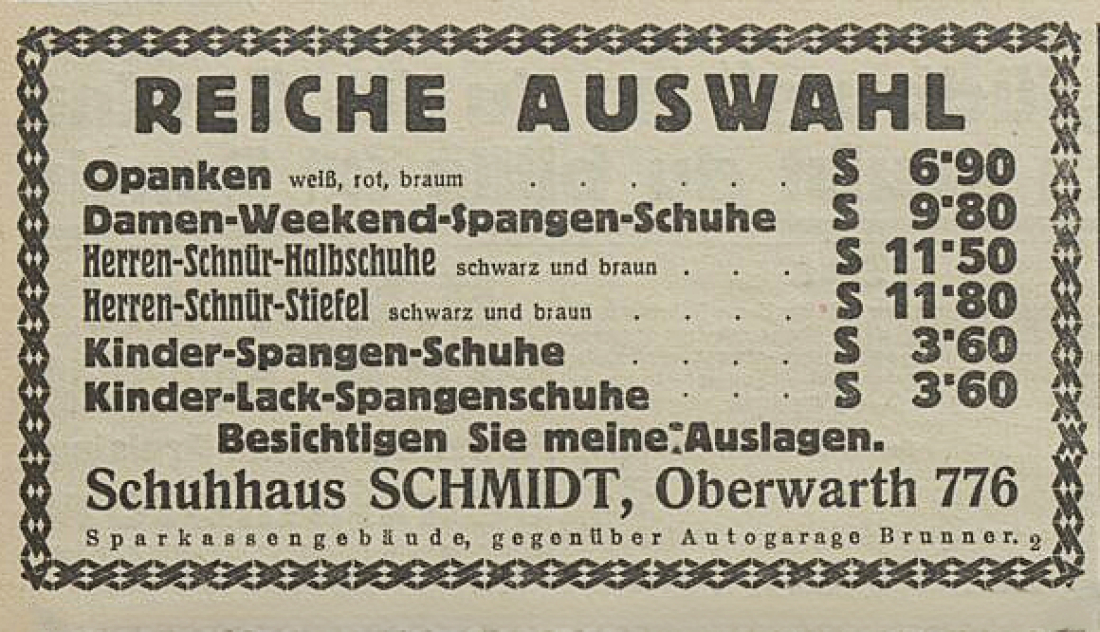 REICHE AUSWAHL
Opanken weiß, rot, braum . . . . . . S 6·90
Damen-Weekend-Spangen-Schuhe S 9·80
Herren-Schnür-Halbschuhe schwarz und braun . . . S 11·50
Herren-Schnür-Stiefel schwarz und braun . . . . S 11·80
Kinder-Spangen-Schuhe . . . . S 3·60
Kinder-Lack-Spangenschuhe . . . S 3·60
Besichtigen Sie meine Auslagen.
Schuhhaus SCHMIDT, Oberwarth 776
Sparkassengebäude, gegenüber Autogarage Brunner. 2